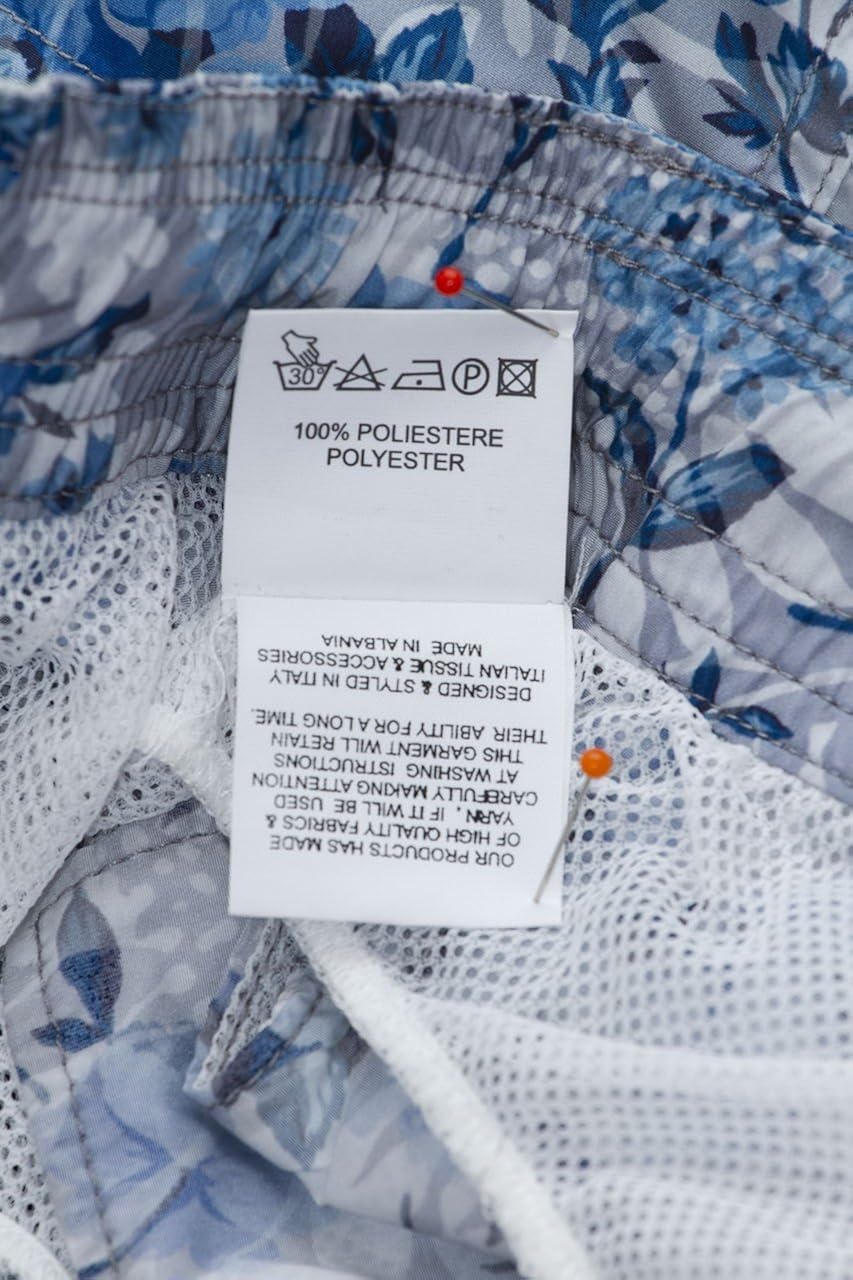 30°
P
100% POLIESTERE
POLYESTER
OUR PRODUCTS HAS MADE
OF HIGH QUALITY FABRICS &
YARN. IF IT WILL BE USED
CAREFULLY MAKING ATTENTION
AT WASHING ISTRUCTIONS
THIS GARMENT WILL RETAIN
THEIR ABILITY FOR A LONG TIME.
DESIGNED & STYLED IN ITALY
ITALIAN TISSUE & ACCESSORIES
MADE IN ALBANIA